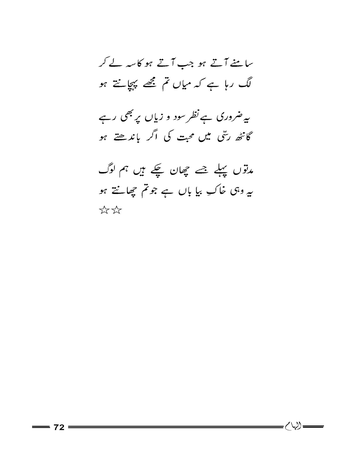 سامنے آتے ہو جب آتے ہو کاسہ لے کر
لگ رہا ہے کہ میاں تم مجھے پہچانتے ہو
یہ ضروری ہے نظر سود و زیاں پر بھی رہے
گانٹھ رسّی میں محبت کی اگر باندھتے ہو
مدتوں پہلے جسے چھان چکے ہیں ہم لوگ
یہ وہی خاکِ بیا باں ہے جو تم چھانتے ہو
☆☆
72